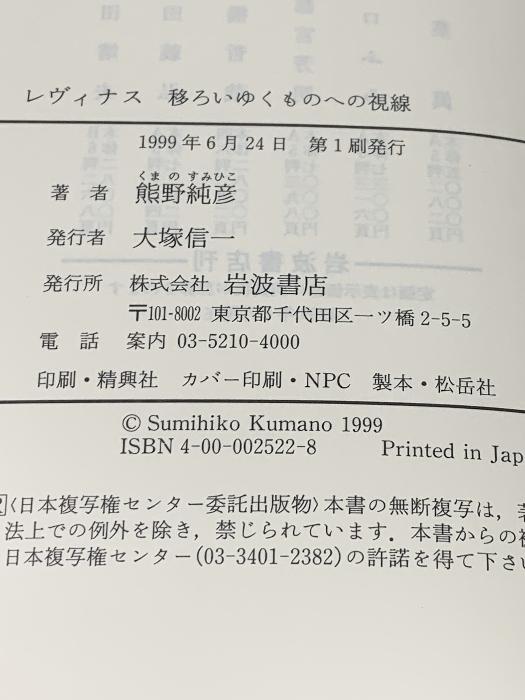 レヴィナス 移ろいゆくものへの視線
1999年6月24日 第1刷発行
くまの すみひこ
著者 熊野純彦
発行者 大塚信一
発行所 株式会社 岩波書店
〒101-8002 東京都千代田区一ツ橋2-5-5
電話 案内 03-5210-4000
印刷・精興社 カバー印刷・NPC 製本・松岳社
© Sumihiko Kumano 1999
ISBN 4-00-002522-8 Printed in Jap
〈日本複写権センター委託出版物〉本書の無断複写は，著
法上での例外を除き，禁じられています．本書からの複
日本複写権センター(03-3401-2382)の許諾を得て下さい